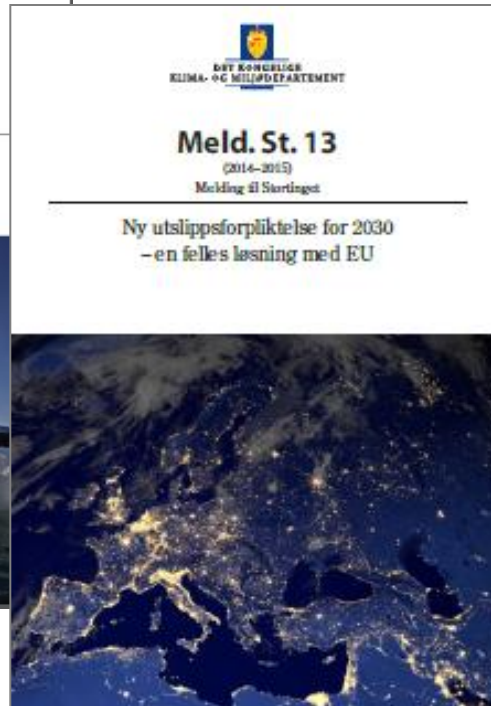 DET KONGELIGE
KLIMA- OG MILJØDEPARTEMENT
Meld. St. 13
(2014–2015)
Melding til Stortinget
Ny utslippsforpliktelse for 2030
– en felles løsning med EU